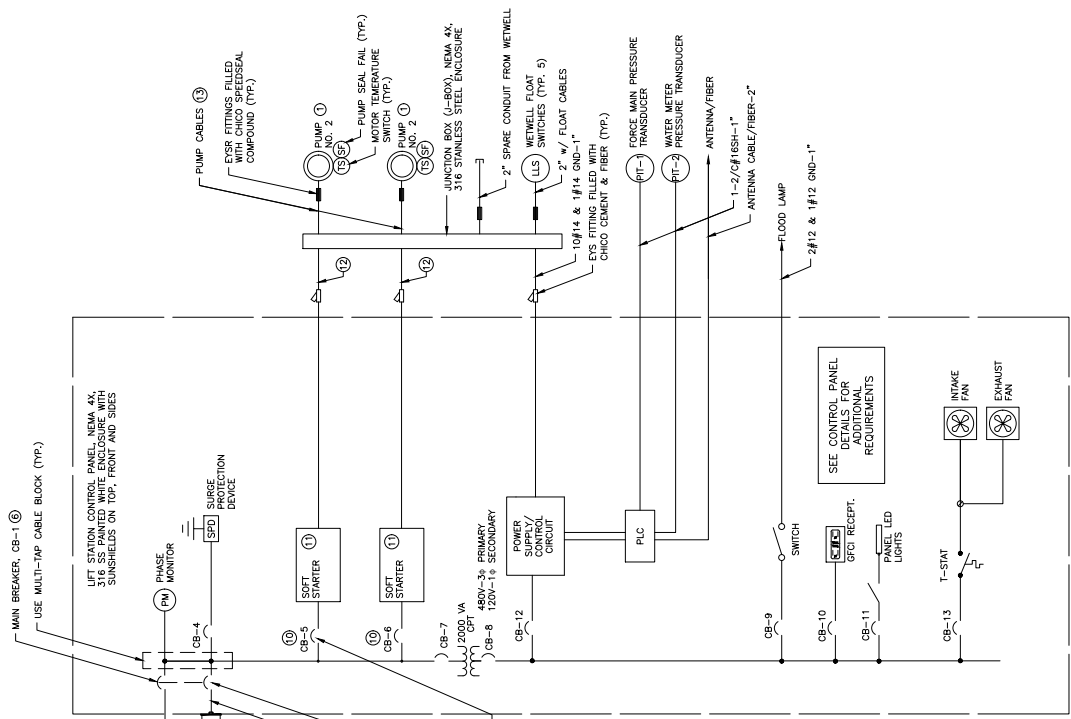 MAIN BREAKER, CB-1 ⑥
USE MULTI-TAP CABLE BLOCK (TYP.)
LIFT STATION CONTROL PANEL, NEMA 4X,
316 SSS PAINTED WHITE ENCLOSURE WITH
SUNSHIELDS ON TOP, FRONT AND SIDES
PM
PHASE
MONITOR
SPD
SURGE
PROTECTION
DEVICE
CB-4
SOFT
STARTER
⑪
⑩
CB-5
SOFT
STARTER
⑪
⑩
CB-6
CB-7
2000 VA
CPT
CB-8
480V-3ϕ PRIMARY
120V-1ϕ SECONDARY
POWER
SUPPLY/
CONTROL
CIRCUIT
CB-12
PLC
SWITCH
CB-9
GFCI RECEPT.
CB-10
PANEL LED
LIGHTS
CB-11
T-STAT
CB-13
INTAKE
FAN
EXHAUST
FAN
SEE CONTROL PANEL
DETAILS FOR
ADDITIONAL
REQUIREMENTS
PUMP CABLES ⑬
EYSR FITTINGS FILLED
WITH CHICO SPEEDSEAL
COMPOUND (TYP.)
PUMP ①
NO. 2
TS
SF
PUMP SEAL FAIL (TYP.)
MOTOR TEMERATURE
SWITCH (TYP.)
PUMP ①
NO. 2
TS
SF
⑫
⑫
JUNCTION BOX (J-BOX), NEMA 4X,
316 STAINLESS STEEL ENCLOSURE
2" SPARE CONDUIT FROM WETWELL
LLS
WETWELL FLOAT
SWITCHES (TYP. 5)
2" w/ FLOAT CABLES
10#14 & 1#14 GND-1"
EYS FITTING FILLED WITH
CHICO CEMENT & FIBER (TYP.)
PIT-1
FORCE MAIN PRESSURE
TRANSDUCER
PIT-2
WATER METER
PRESSURE TRANSDUCER
ANTENNA/FIBER
1-2/C#16SH-1"
ANTENNA CABLE/FIBER-2"
FLOOD LAMP
2#12 & 1#12 GND-1"